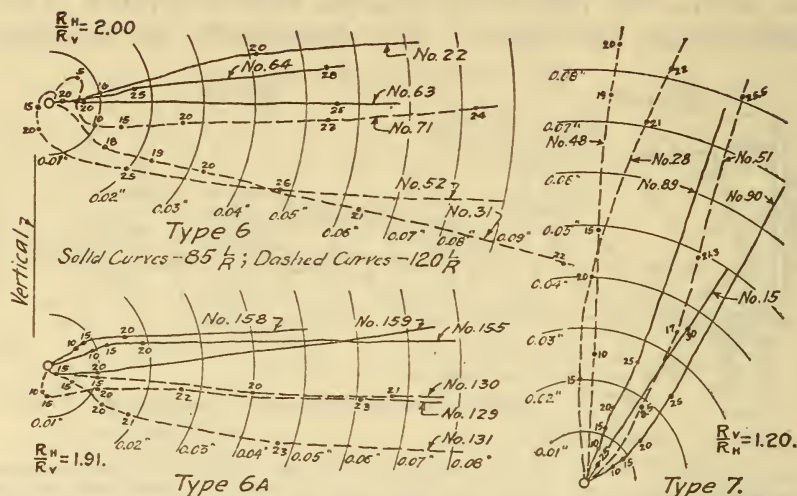 R_H/R_V = 2.00
No. 22
No. 64
No. 63
No. 71
No. 52
No. 31
0.01"
0.02"
0.03"
0.04"
0.05"
0.06"
0.07"
0.08"
0.09"
Type 6
Vertical
Solid Curves-85 L/R; Dashed Curves-120 L/R
No. 158
No. 159
No. 155
No. 130
No. 129
No. 131
0.01"
0.02"
0.03"
0.04"
0.05"
0.06"
0.07"
0.08"
R_H/R_V = 1.91.
Type 6A
0.08"
0.07"
0.06"
0.05"
0.04"
0.03"
0.02"
0.01"
No. 48
No. 28
No. 51
No. 89
No. 90
No. 15
R_V/R_H = 1.20.
Type 7.